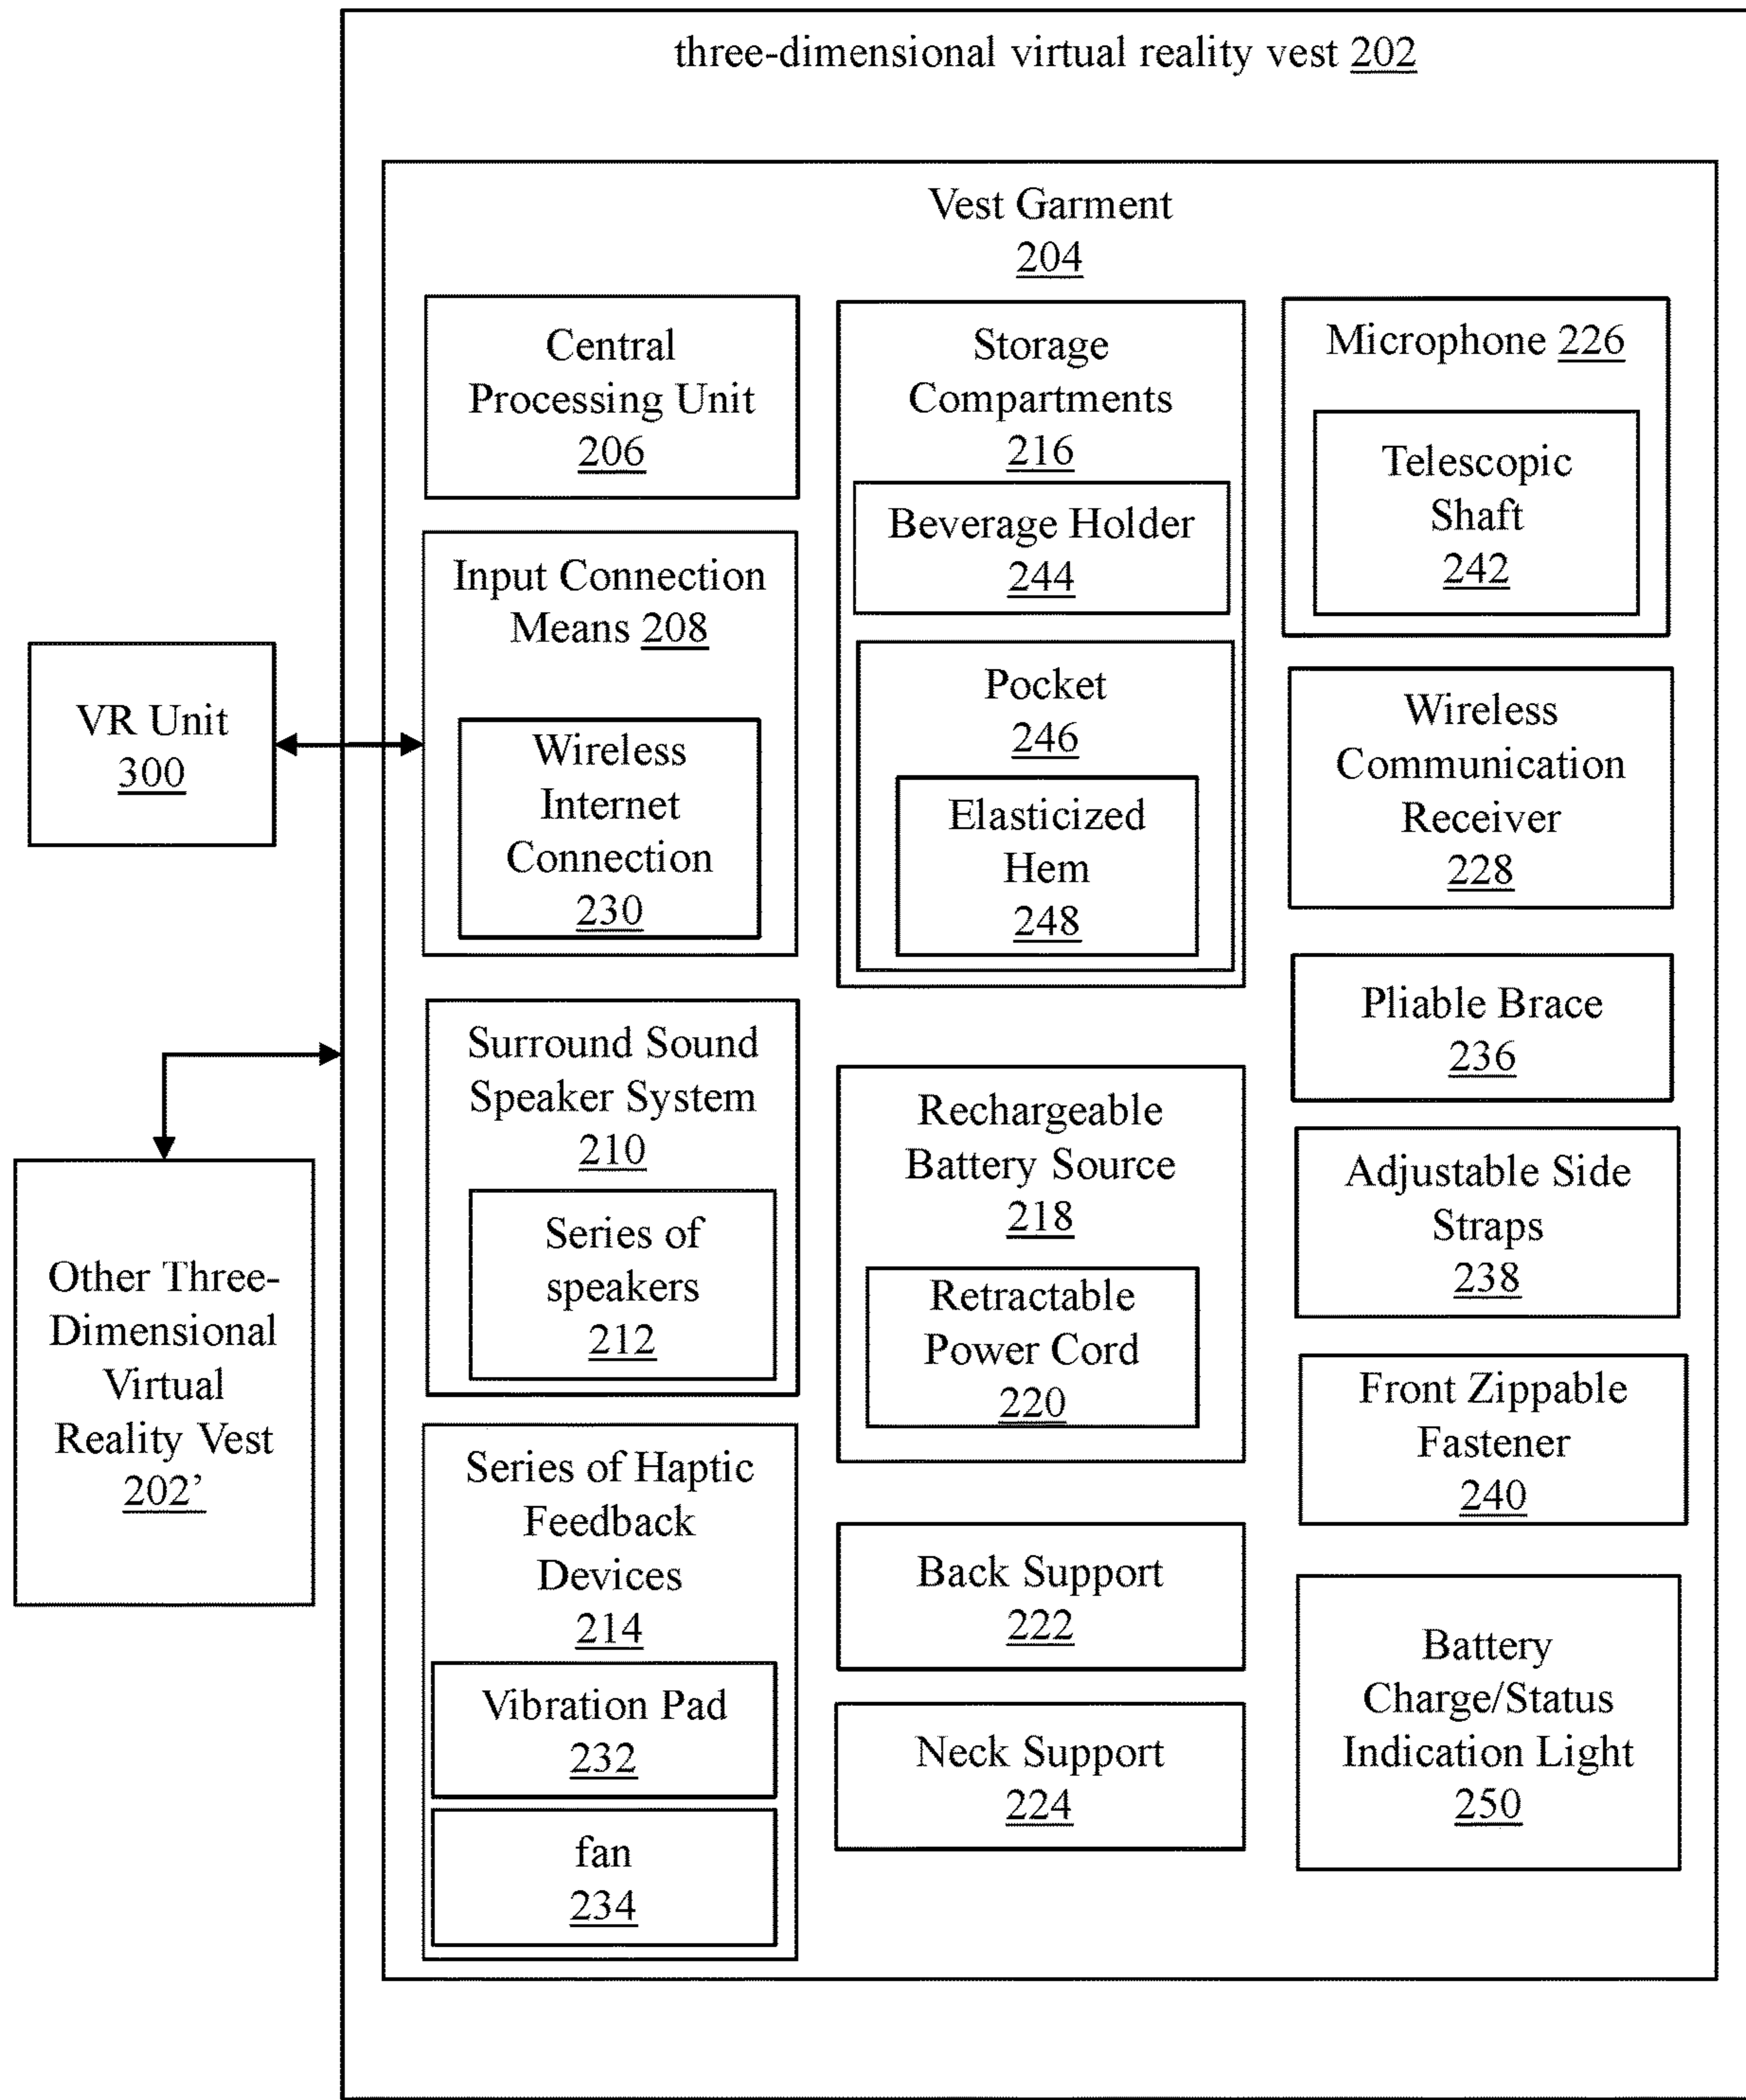 three-dimensional virtual reality vest 202
Vest Garment
204
Central
Processing Unit
206
Input Connection
Means 208
Wireless
Internet
Connection
230
VR Unit
300
Surround Sound
Speaker System
210
Series of
speakers
212
Other Three-
Dimensional
Virtual
Reality Vest
202’
Series of Haptic
Feedback
Devices
214
Vibration Pad
232
fan
234
Storage
Compartments
216
Beverage Holder
244
Pocket
246
Elasticized
Hem
248
Rechargeable
Battery Source
218
Retractable
Power Cord
220
Back Support
222
Neck Support
224
Microphone 226
Telescopic
Shaft
242
Wireless
Communication
Receiver
228
Pliable Brace
236
Adjustable Side
Straps
238
Front Zippable
Fastener
240
Battery
Charge/Status
Indication Light
250